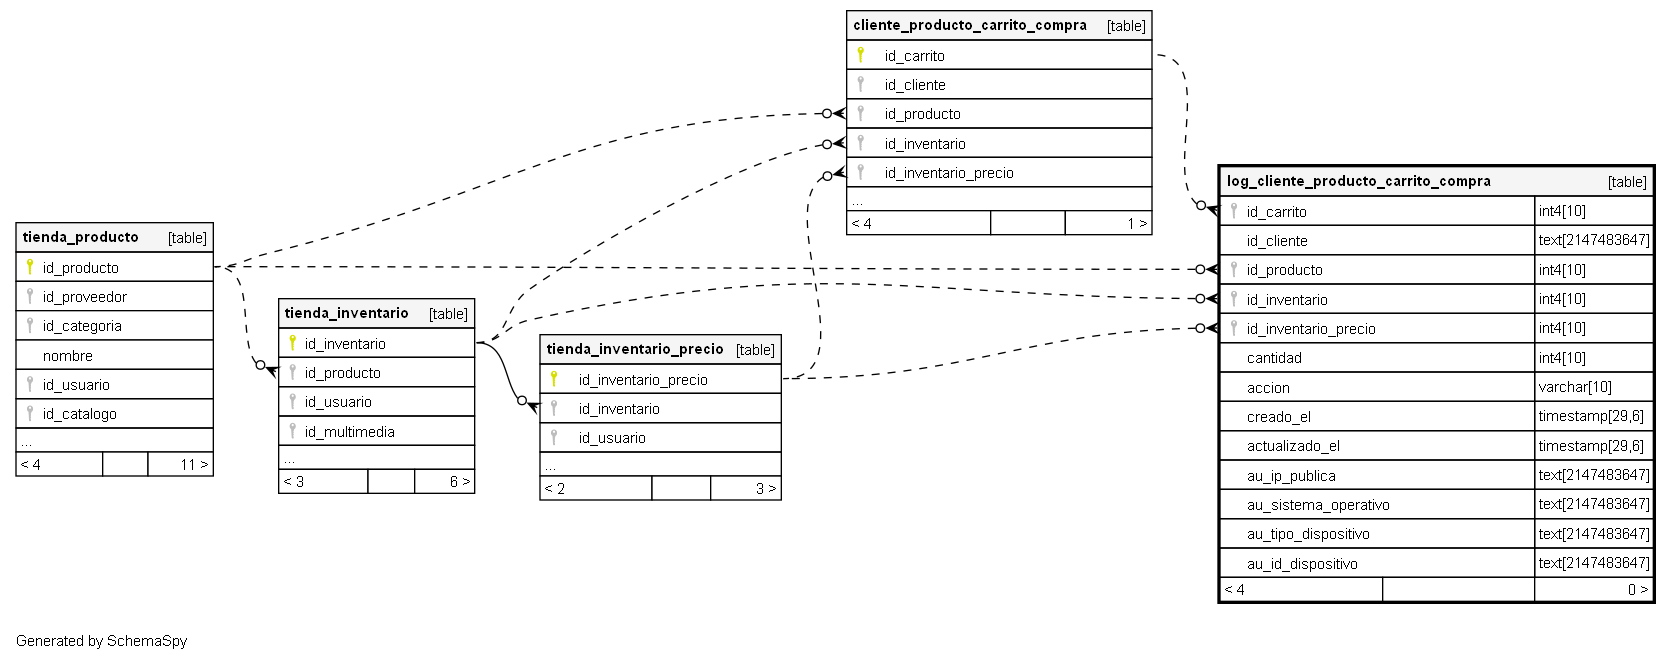 cliente_producto_carrito_compra [table]
id_carrito
id_cliente
id_producto
id_inventario
id_inventario_precio
...
< 4 1 >
log_cliente_producto_carrito_compra [table]
id_carrito int4[10]
id_cliente text[2147483647]
id_producto int4[10]
id_inventario int4[10]
id_inventario_precio int4[10]
cantidad int4[10]
accion varchar[10]
creado_el timestamp[29,6]
actualizado_el timestamp[29,6]
au_ip_publica text[2147483647]
au_sistema_operativo text[2147483647]
au_tipo_dispositivo text[2147483647]
au_id_dispositivo text[2147483647]
< 4 0 >
tienda_producto [table]
id_producto
id_proveedor
id_categoria
nombre
id_usuario
id_catalogo
...
< 4 11 >
tienda_inventario [table]
id_inventario
id_producto
id_usuario
id_multimedia
...
< 3 6 >
tienda_inventario_precio [table]
id_inventario_precio
id_inventario
id_usuario
...
< 2 3 >
Generated by SchemaSpy